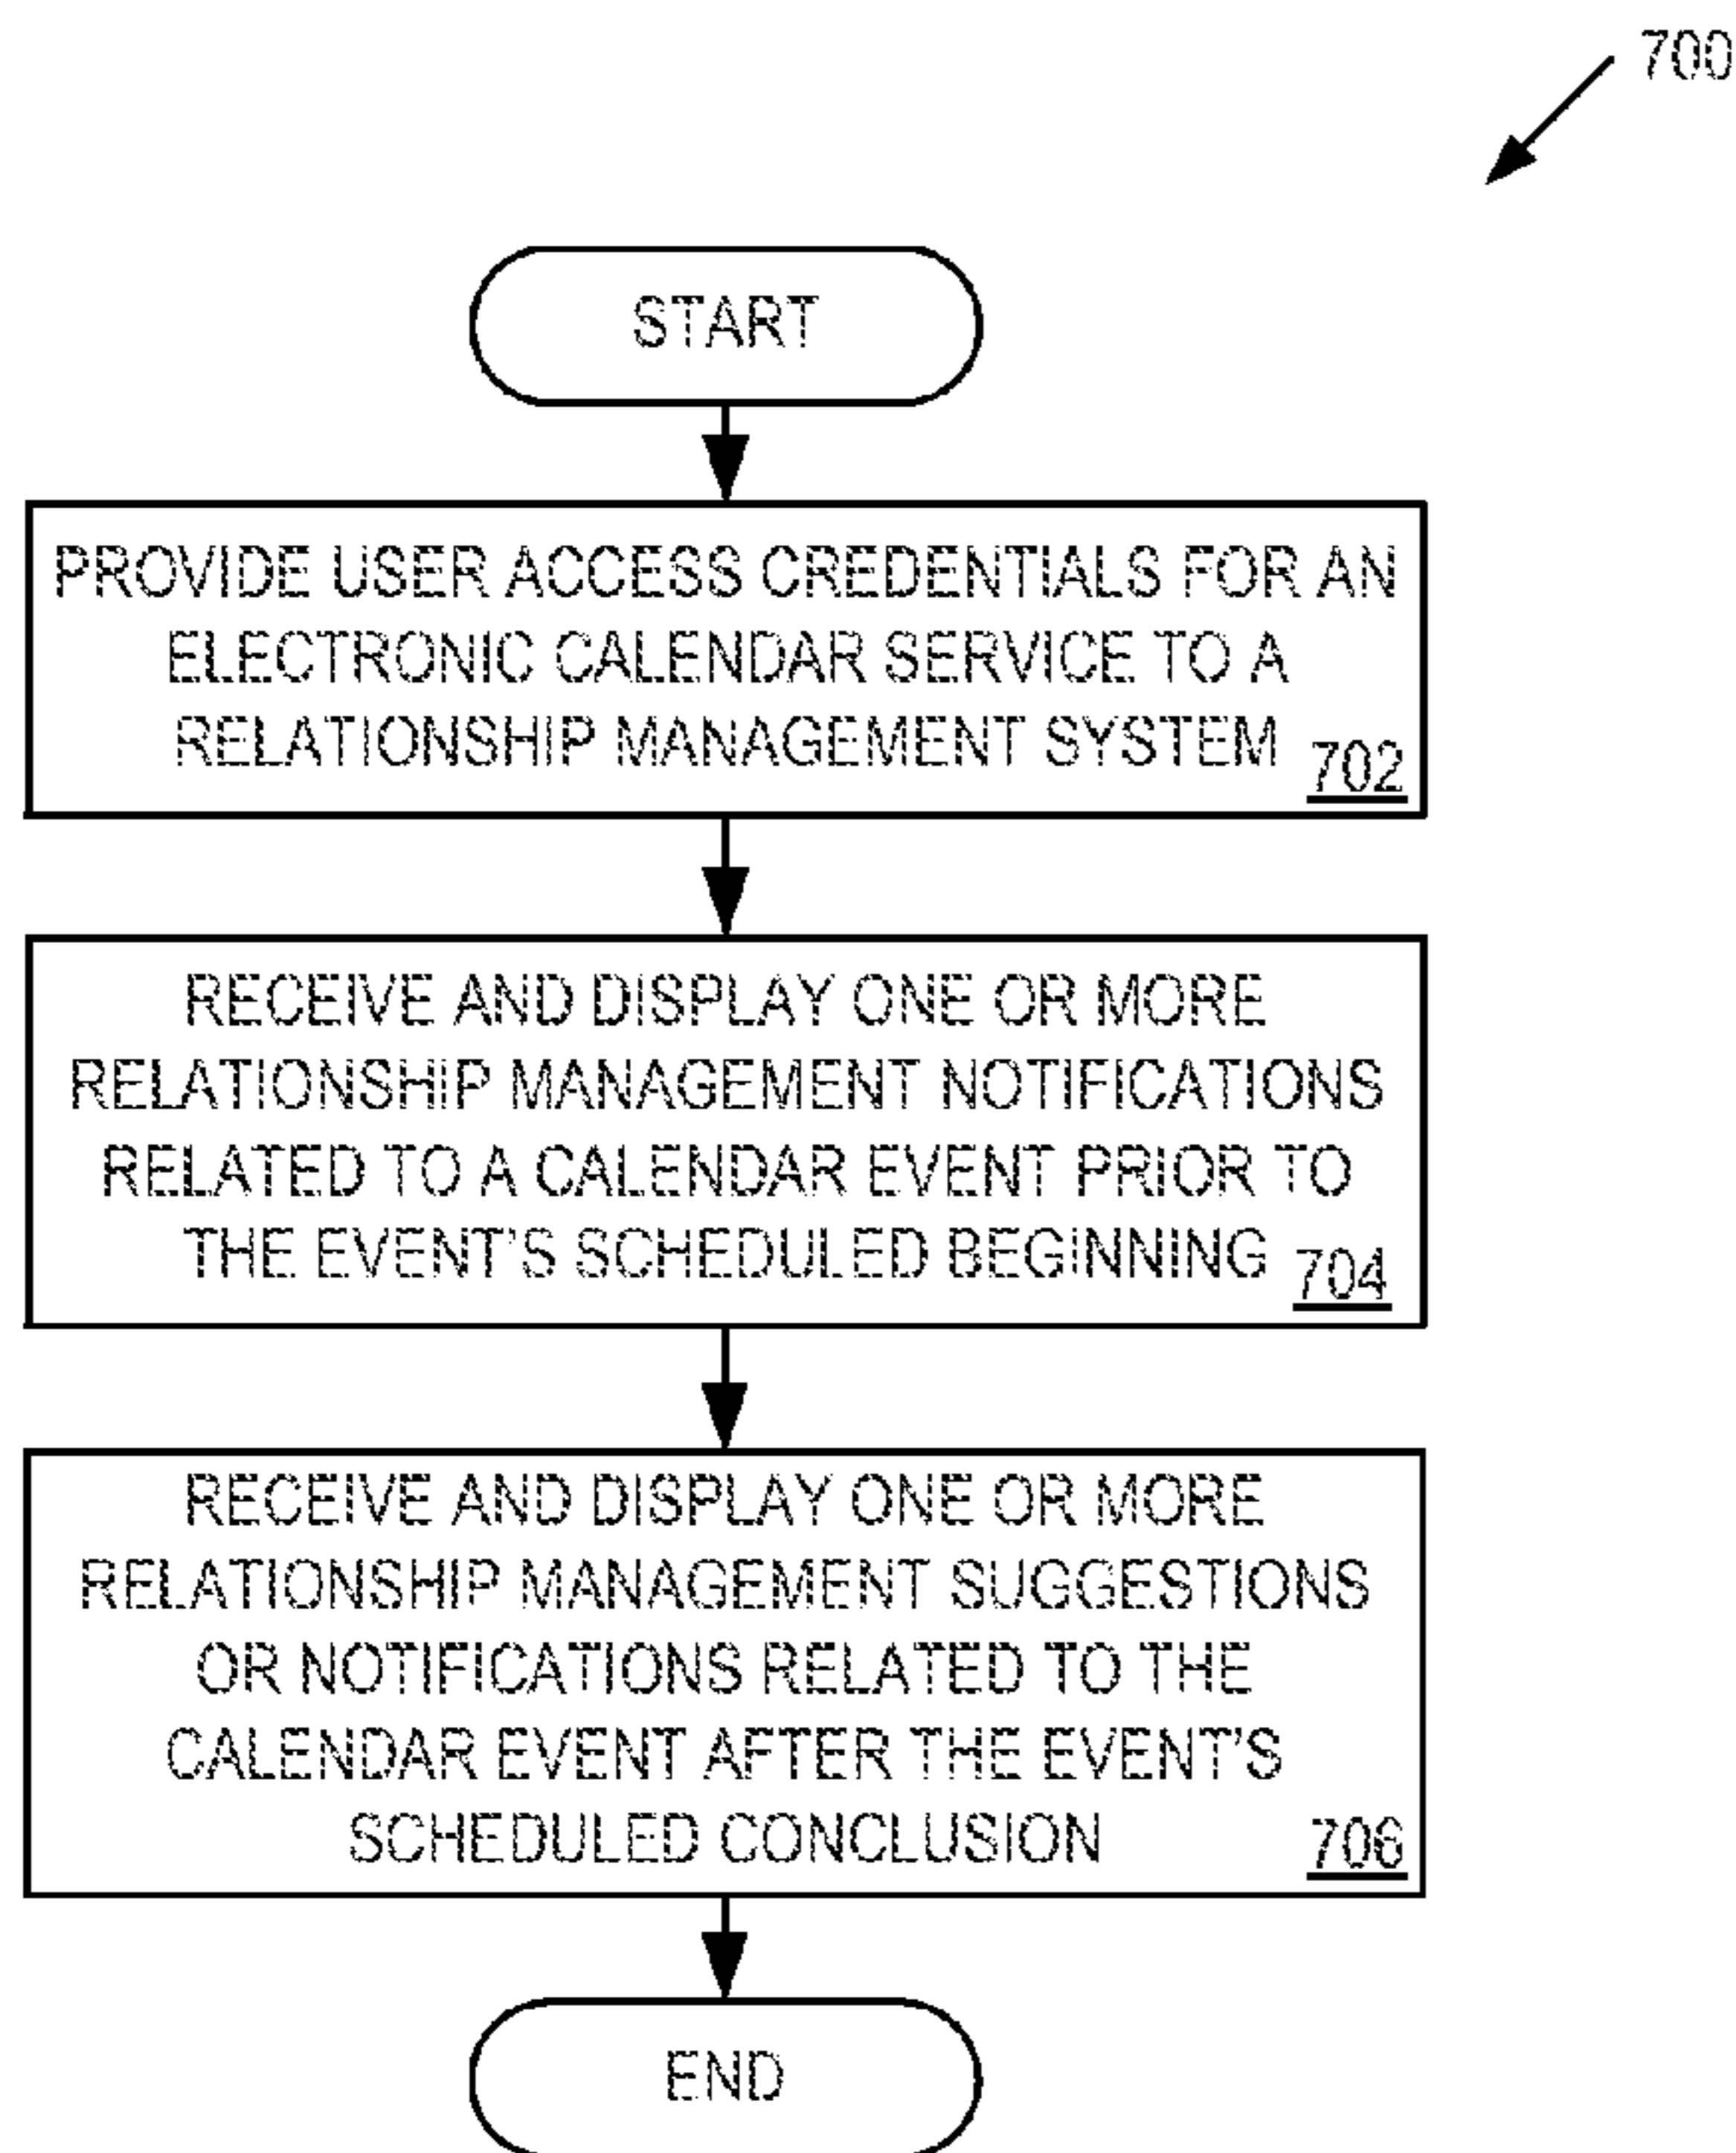 700
START
PROVIDE USER ACCESS CREDENTIALS FOR AN
ELECTRONIC CALENDAR SERVICE TO A
RELATIONSHIP MANAGEMENT SYSTEM 702
RECEIVE AND DISPLAY ONE OR MORE
RELATIONSHIP MANAGEMENT NOTIFICATIONS
RELATED TO A CALENDAR EVENT PRIOR TO
THE EVENT'S SCHEDULED BEGINNING 704
RECEIVE AND DISPLAY ONE OR MORE
RELATIONSHIP MANAGEMENT SUGGESTIONS
OR NOTIFICATIONS RELATED TO THE
CALENDAR EVENT AFTER THE EVENT'S
SCHEDULED CONCLUSION 706
END